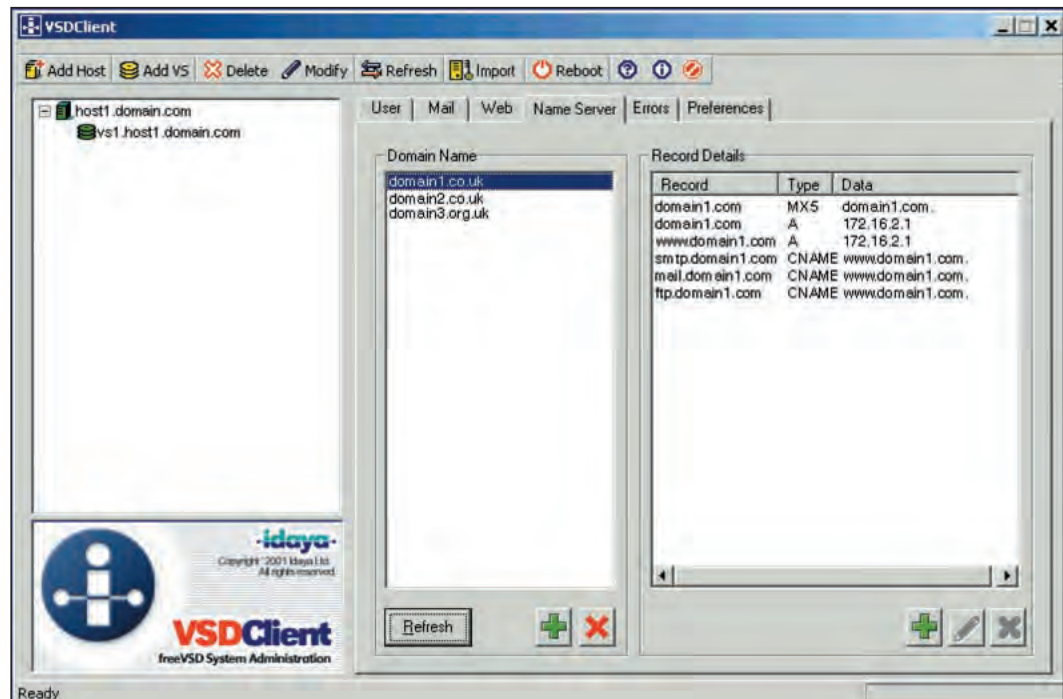 VSDClient
Add Host Add VS Delete Modify Refresh Import Reboot
host1.domain.com
vs1.host1.domain.com
User Mail Web Name Server Errors Preferences
Domain Name
domain1.co.uk
domain2.co.uk
domain3.org.uk
Refresh
Record Details
Record Type Data
domain1.com MX5 domain1.com.
domain1.com A 172.16.2.1
www.domain1.com A 172.16.2.1
smtp.domain1.com CNAME www.domain1.com.
mail.domain1.com CNAME www.domain1.com.
ftp.domain1.com CNAME www.domain1.com.
·idaya·
Copyright 2001 Idaya Ltd.
All rights reserved.
VSDClient
freeVSD System Administration
Ready